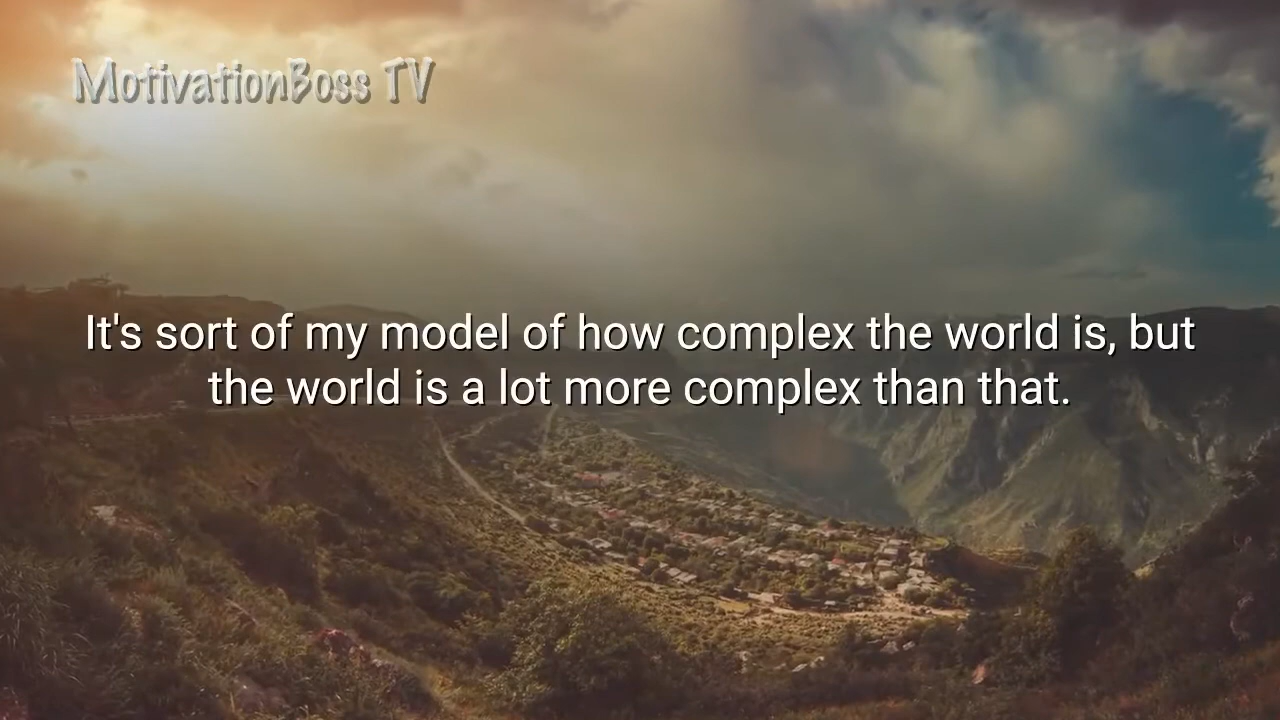 MotivationBoss TV
It's sort of my model of how complex the world is, but
the world is a lot more complex than that.